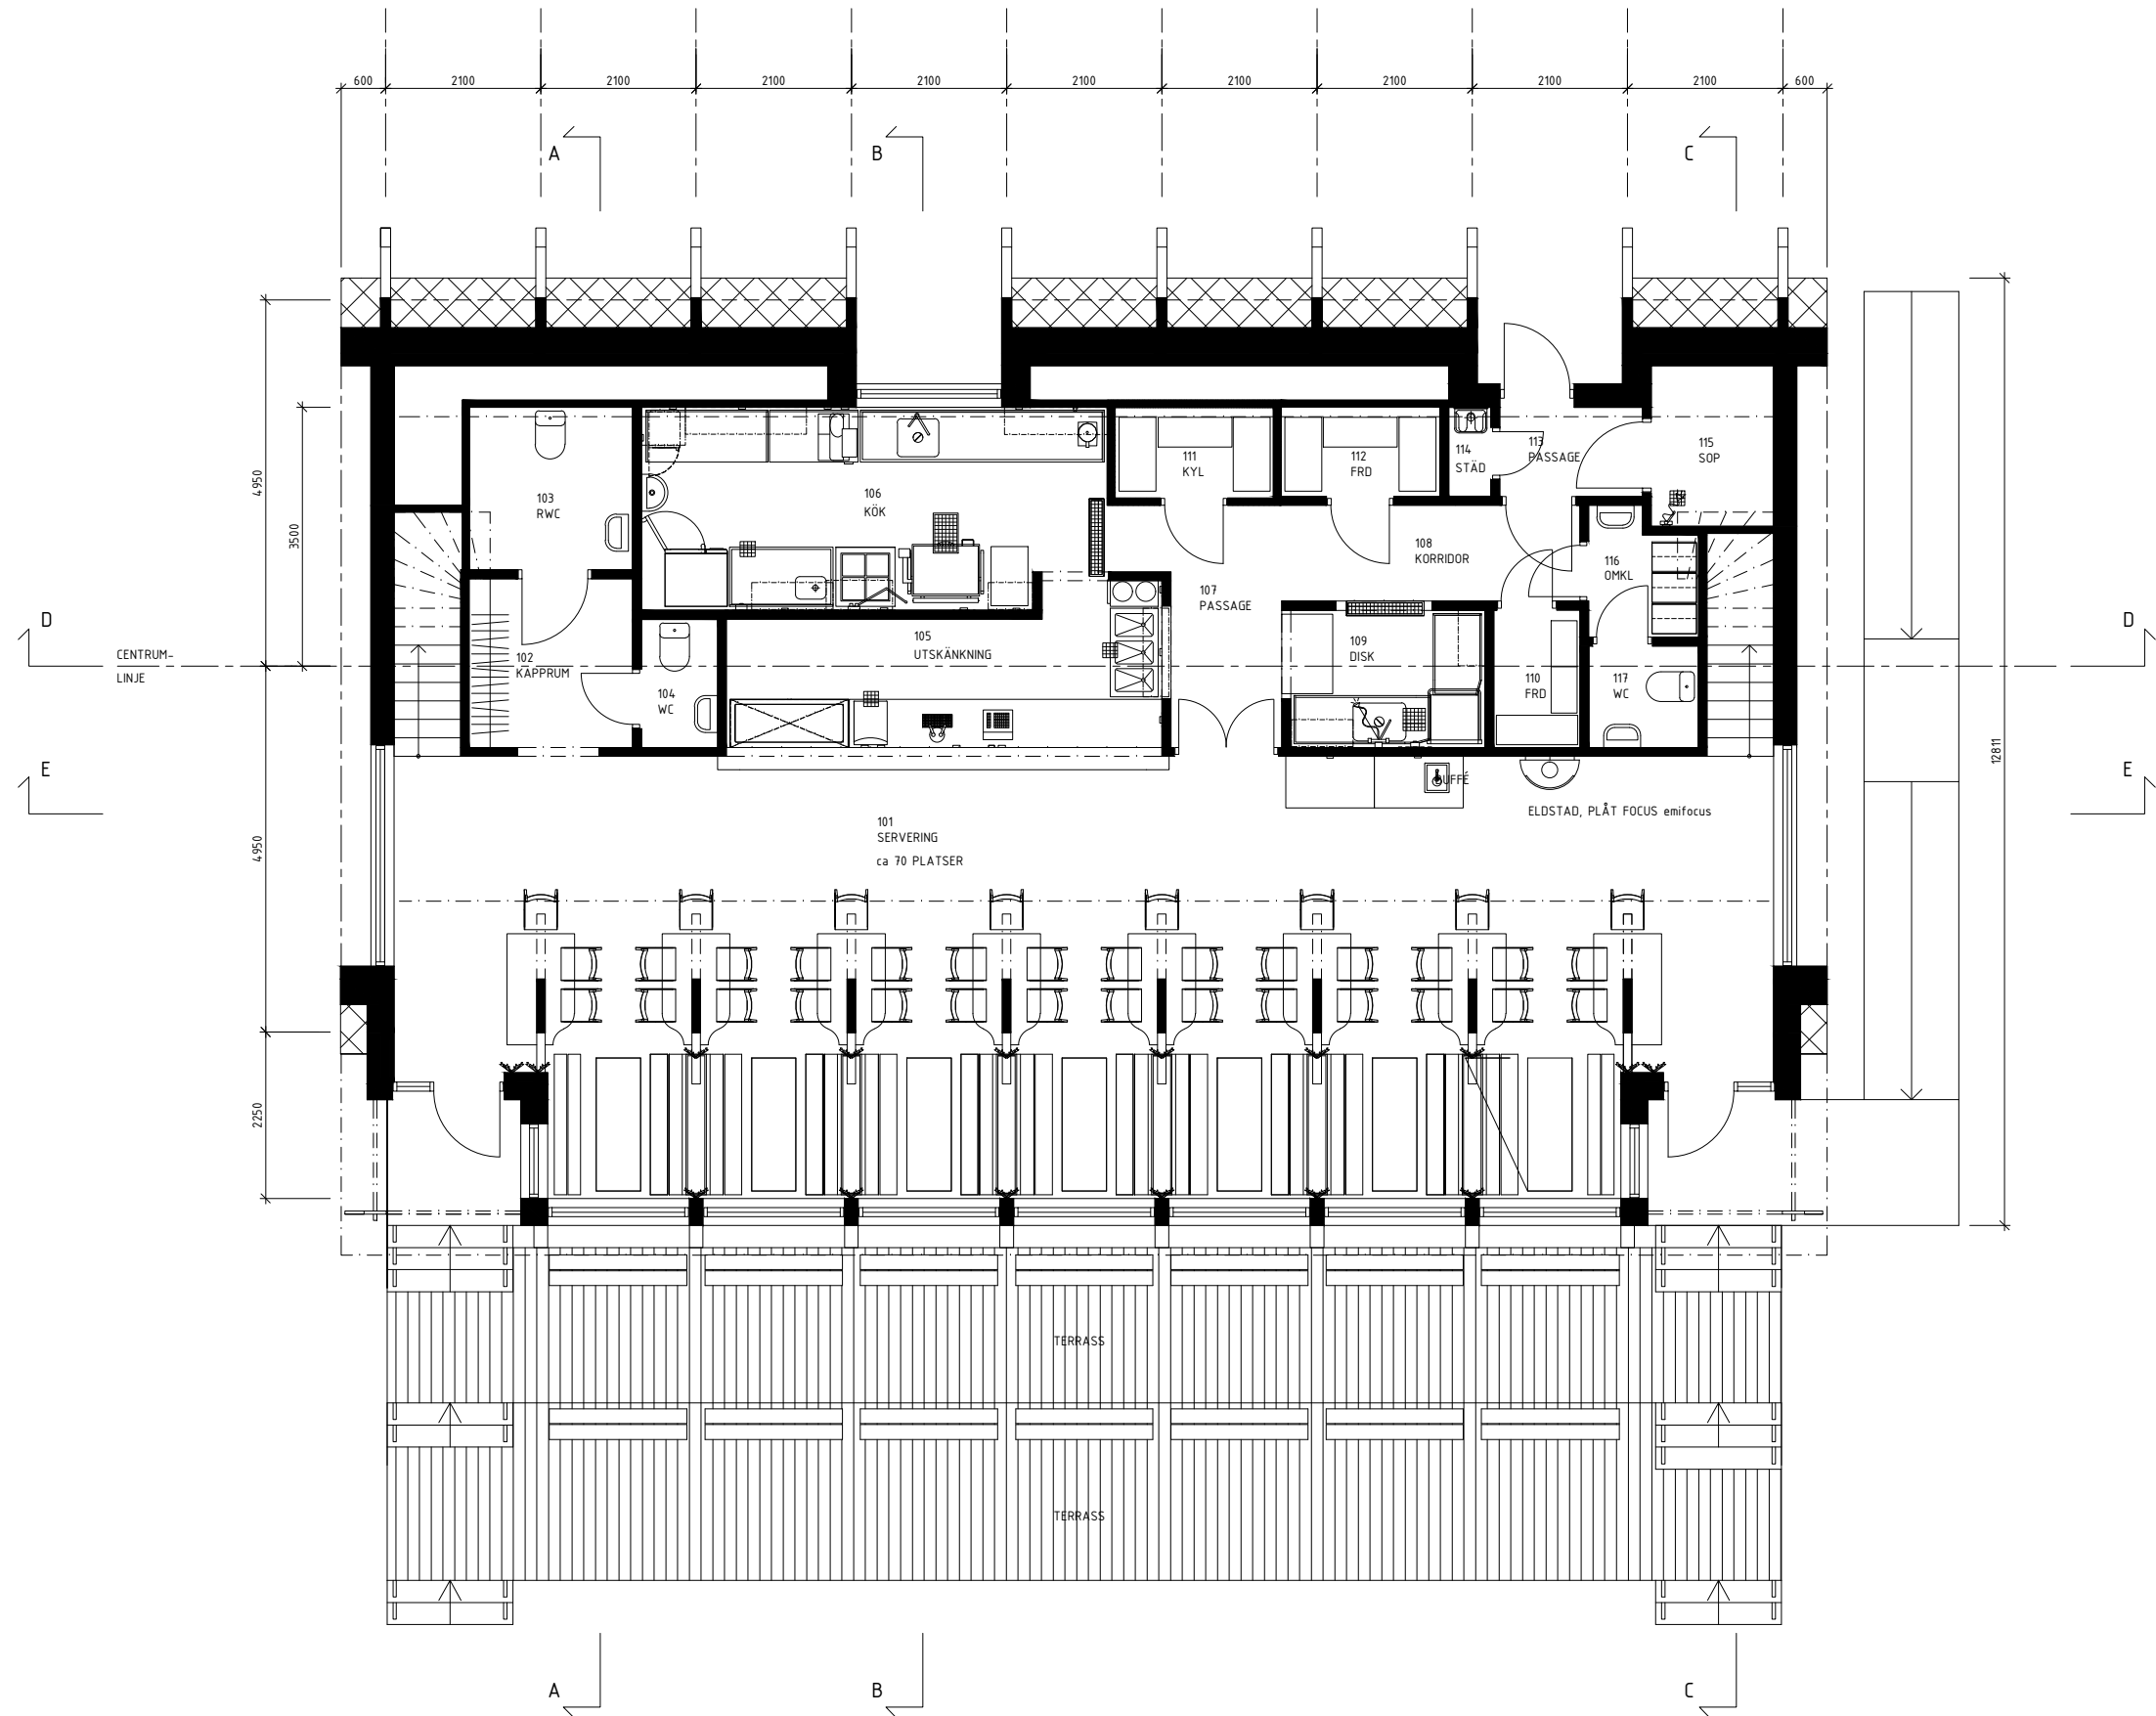 600 2100 2100 2100 2100 2100 2100 2100 2100 2100 600
A B C
4950
3500
103
RWC
106
KÖK
111
KYL
112
FRD
114
STÄD
113
PASSAGE
115
SOP
108
KORRIDOR
116
OMKL
107
PASSAGE
D
D
CENTRUM-
LINJE
102
KAPPRUM
104
WC
105
UTSKÄNKNING
109
DISK
110
FRD
117
WC
E
E
12811
BUFFÉ
ELDSTAD, PLÅT FOCUS emifocus
4950
101
SERVERING
ca 70 PLATSER
2250
TERRASS
TERRASS
A B C